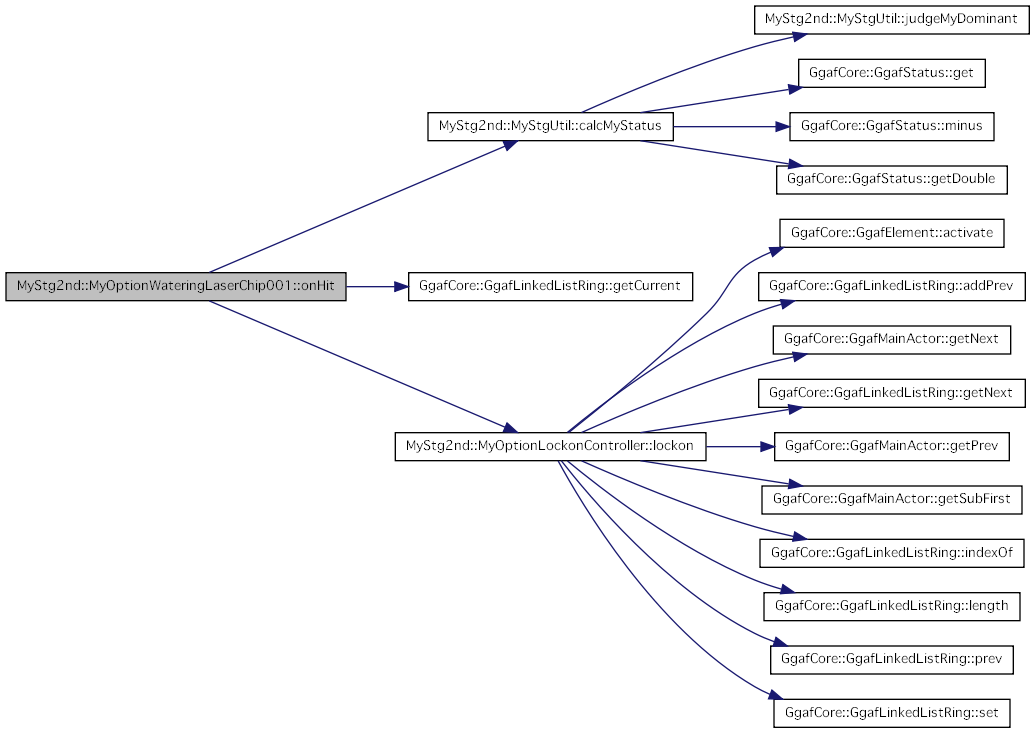 MyStg2nd::MyStgUtil::judgeMyDominant
GgafCore::GgafStatus::get
MyStg2nd::MyStgUtil::calcMyStatus
GgafCore::GgafStatus::minus
GgafCore::GgafStatus::getDouble
GgafCore::GgafElement::activate
MyStg2nd::MyOptionWateringLaserChip001::onHit
GgafCore::GgafLinkedListRing::getCurrent
GgafCore::GgafLinkedListRing::addPrev
GgafCore::GgafMainActor::getNext
GgafCore::GgafLinkedListRing::getNext
MyStg2nd::MyOptionLockonController::lockon
GgafCore::GgafMainActor::getPrev
GgafCore::GgafMainActor::getSubFirst
GgafCore::GgafLinkedListRing::indexOf
GgafCore::GgafLinkedListRing::length
GgafCore::GgafLinkedListRing::prev
GgafCore::GgafLinkedListRing::set